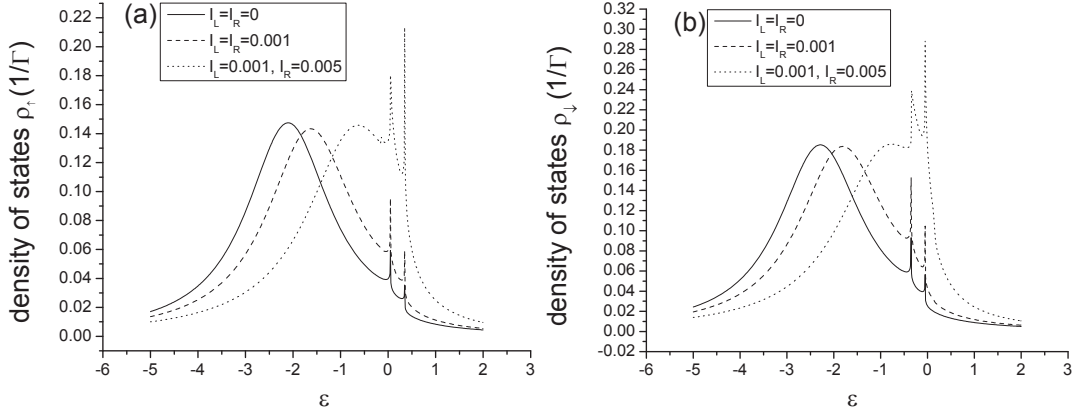 (a)
I_L=I_R=0
I_L=I_R=0.001
I_L=0.001, I_R=0.005
density of states ρ↑ (1/Γ)
0.22
0.20
0.18
0.16
0.14
0.12
0.10
0.08
0.06
0.04
0.02
0.00
-6 -5 -4 -3 -2 -1 0 1 2 3
ε
(b)
I_L=I_R=0
I_L=I_R=0.001
I_L=0.001, I_R=0.005
density of states ρ↓ (1/Γ)
0.32
0.30
0.28
0.26
0.24
0.22
0.20
0.18
0.16
0.14
0.12
0.10
0.08
0.06
0.04
0.02
0.00
-0.02
-6 -5 -4 -3 -2 -1 0 1 2 3
ε